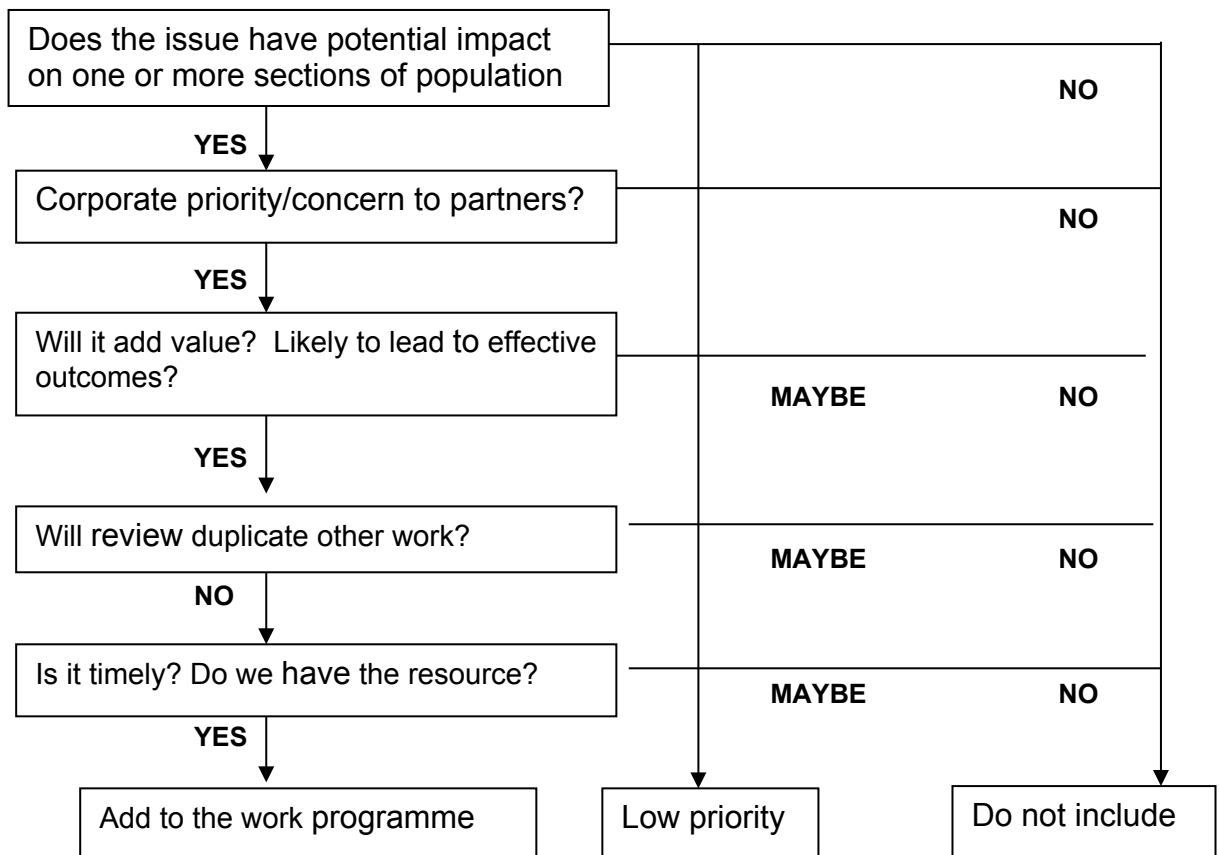 Does the issue have potential impact
on one or more sections of population
NO
YES
Corporate priority/concern to partners?
NO
YES
Will it add value?  Likely to lead to effective
outcomes?
MAYBE NO
YES
Will review duplicate other work?
MAYBE NO
NO
Is it timely? Do we have the resource?
MAYBE NO
YES
Add to the work programme
Low priority
Do not include